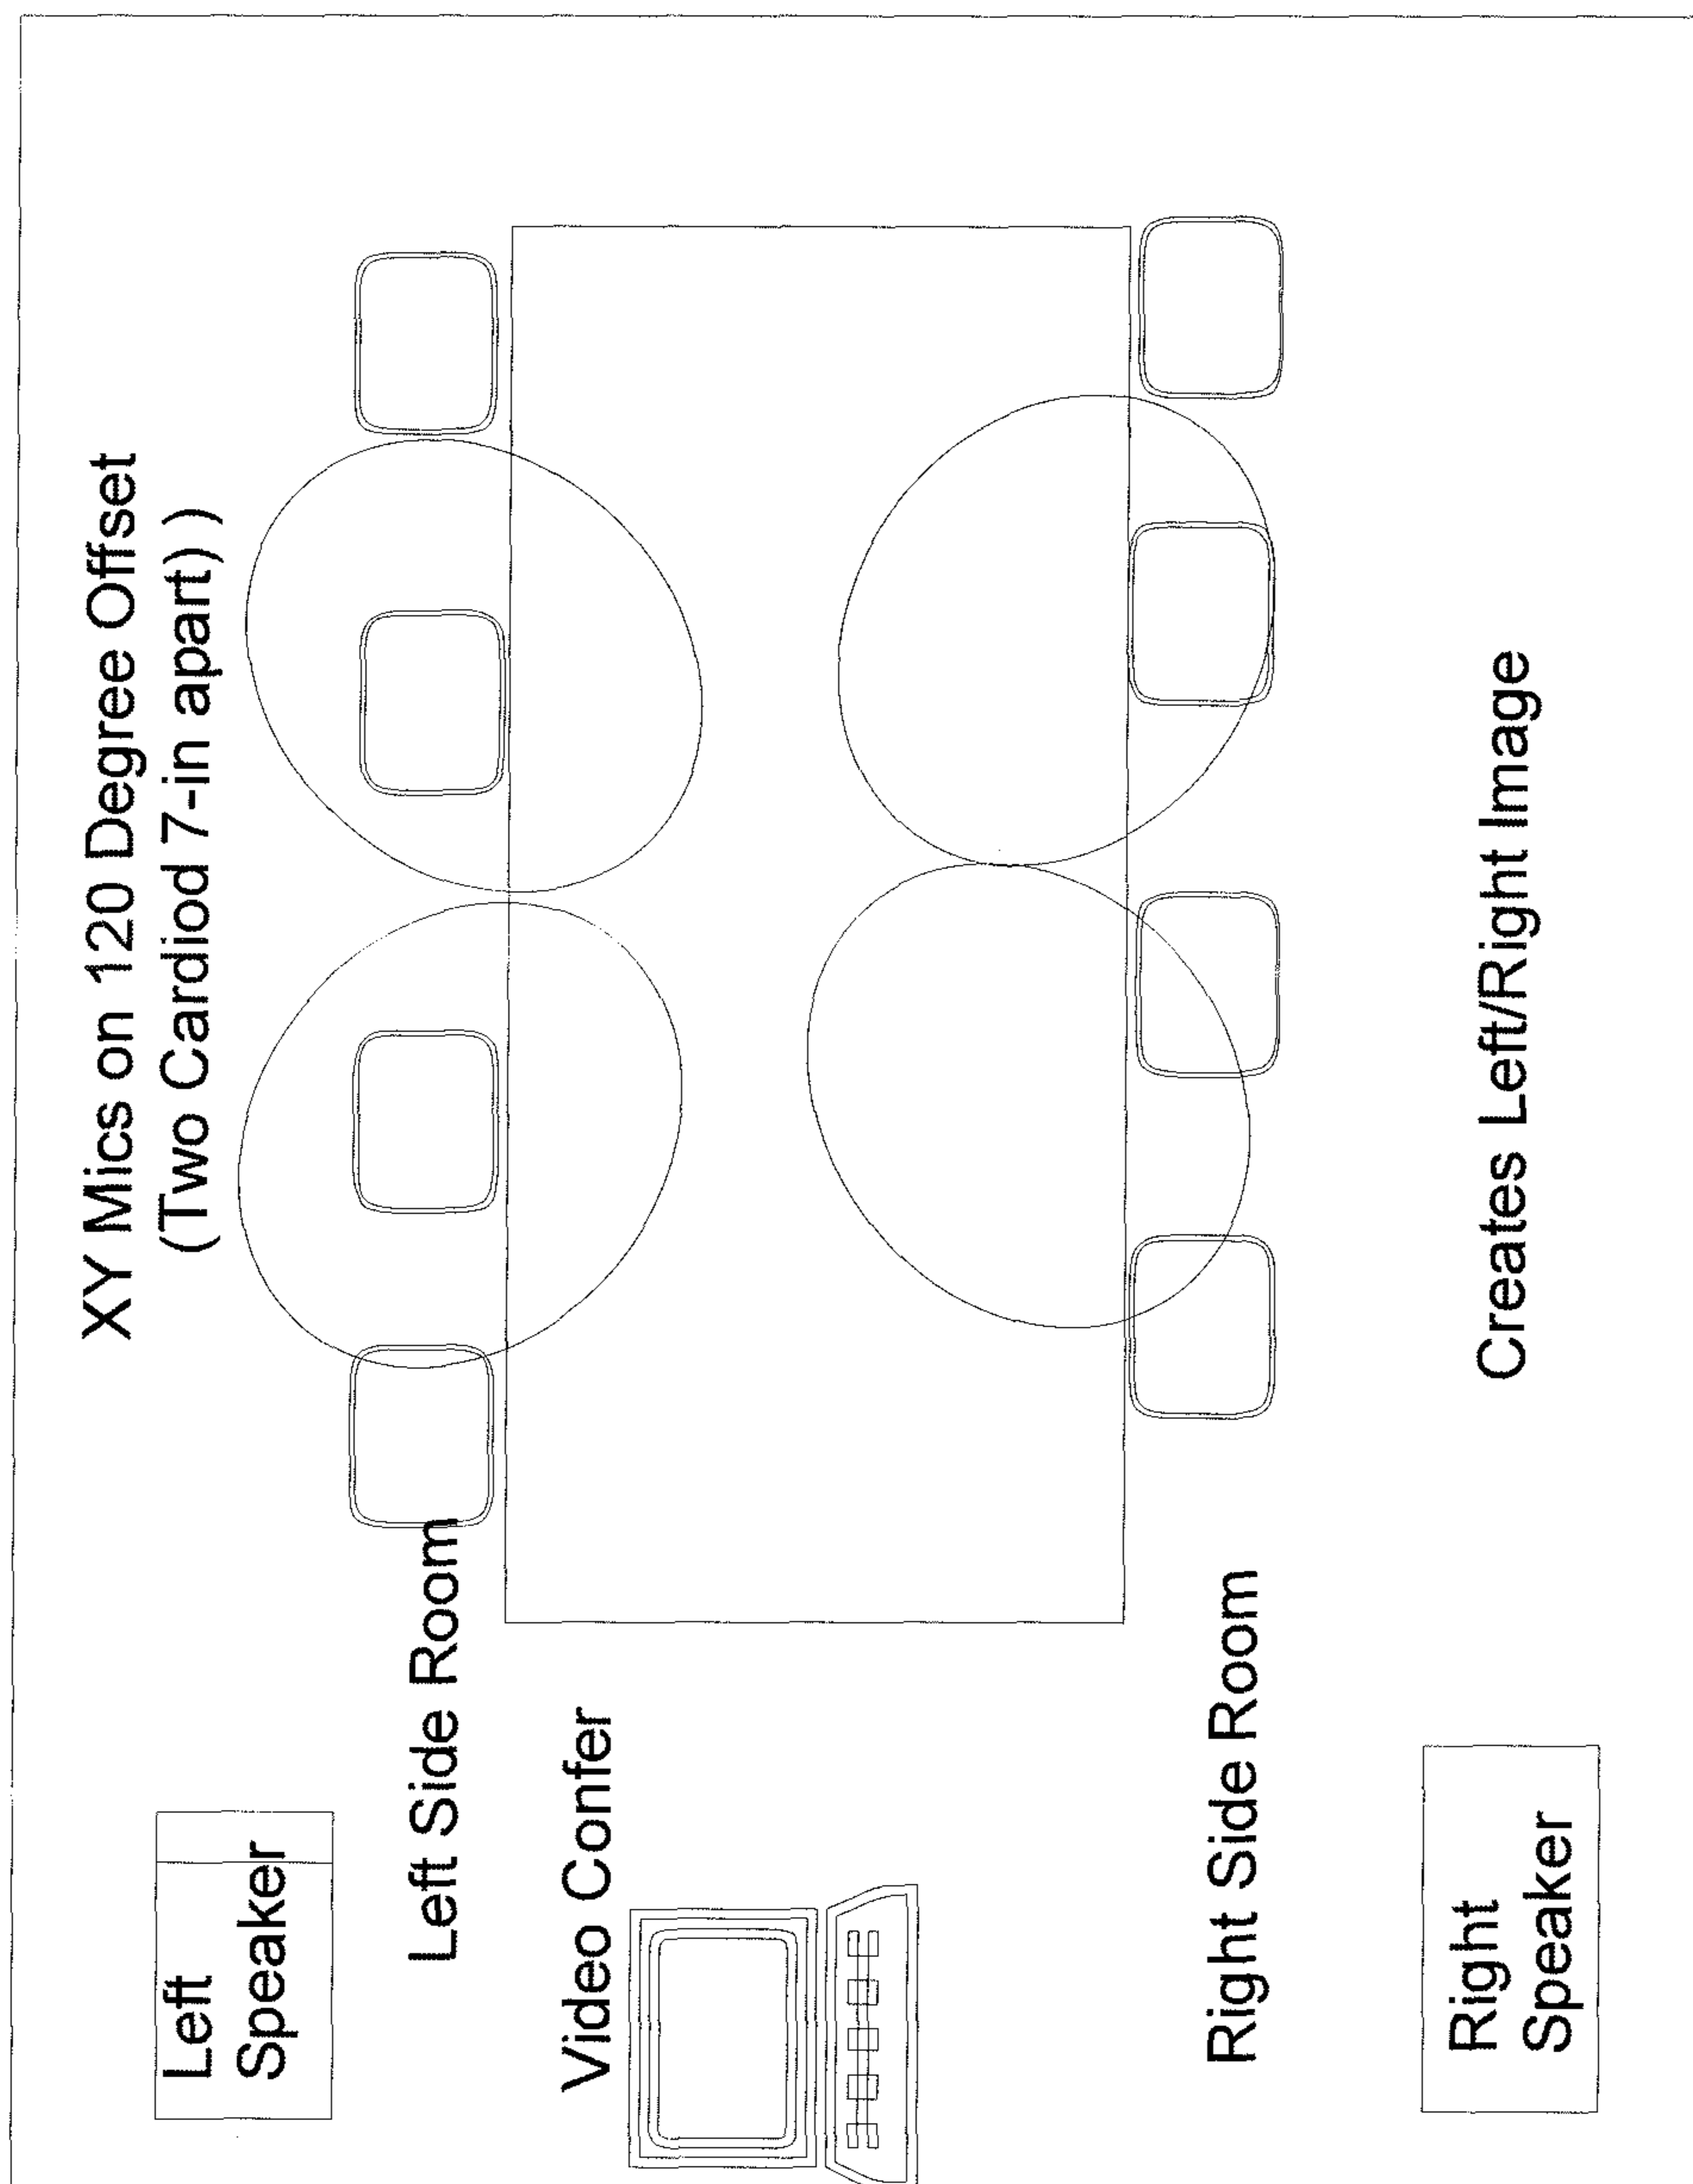 XY Mics on 120 Degree Offset
(Two Cardiod 7-in apart) )
Left
Speaker
Left Side Room
Video Confer
Right Side Room
Right
Speaker
Creates Left/Right Image